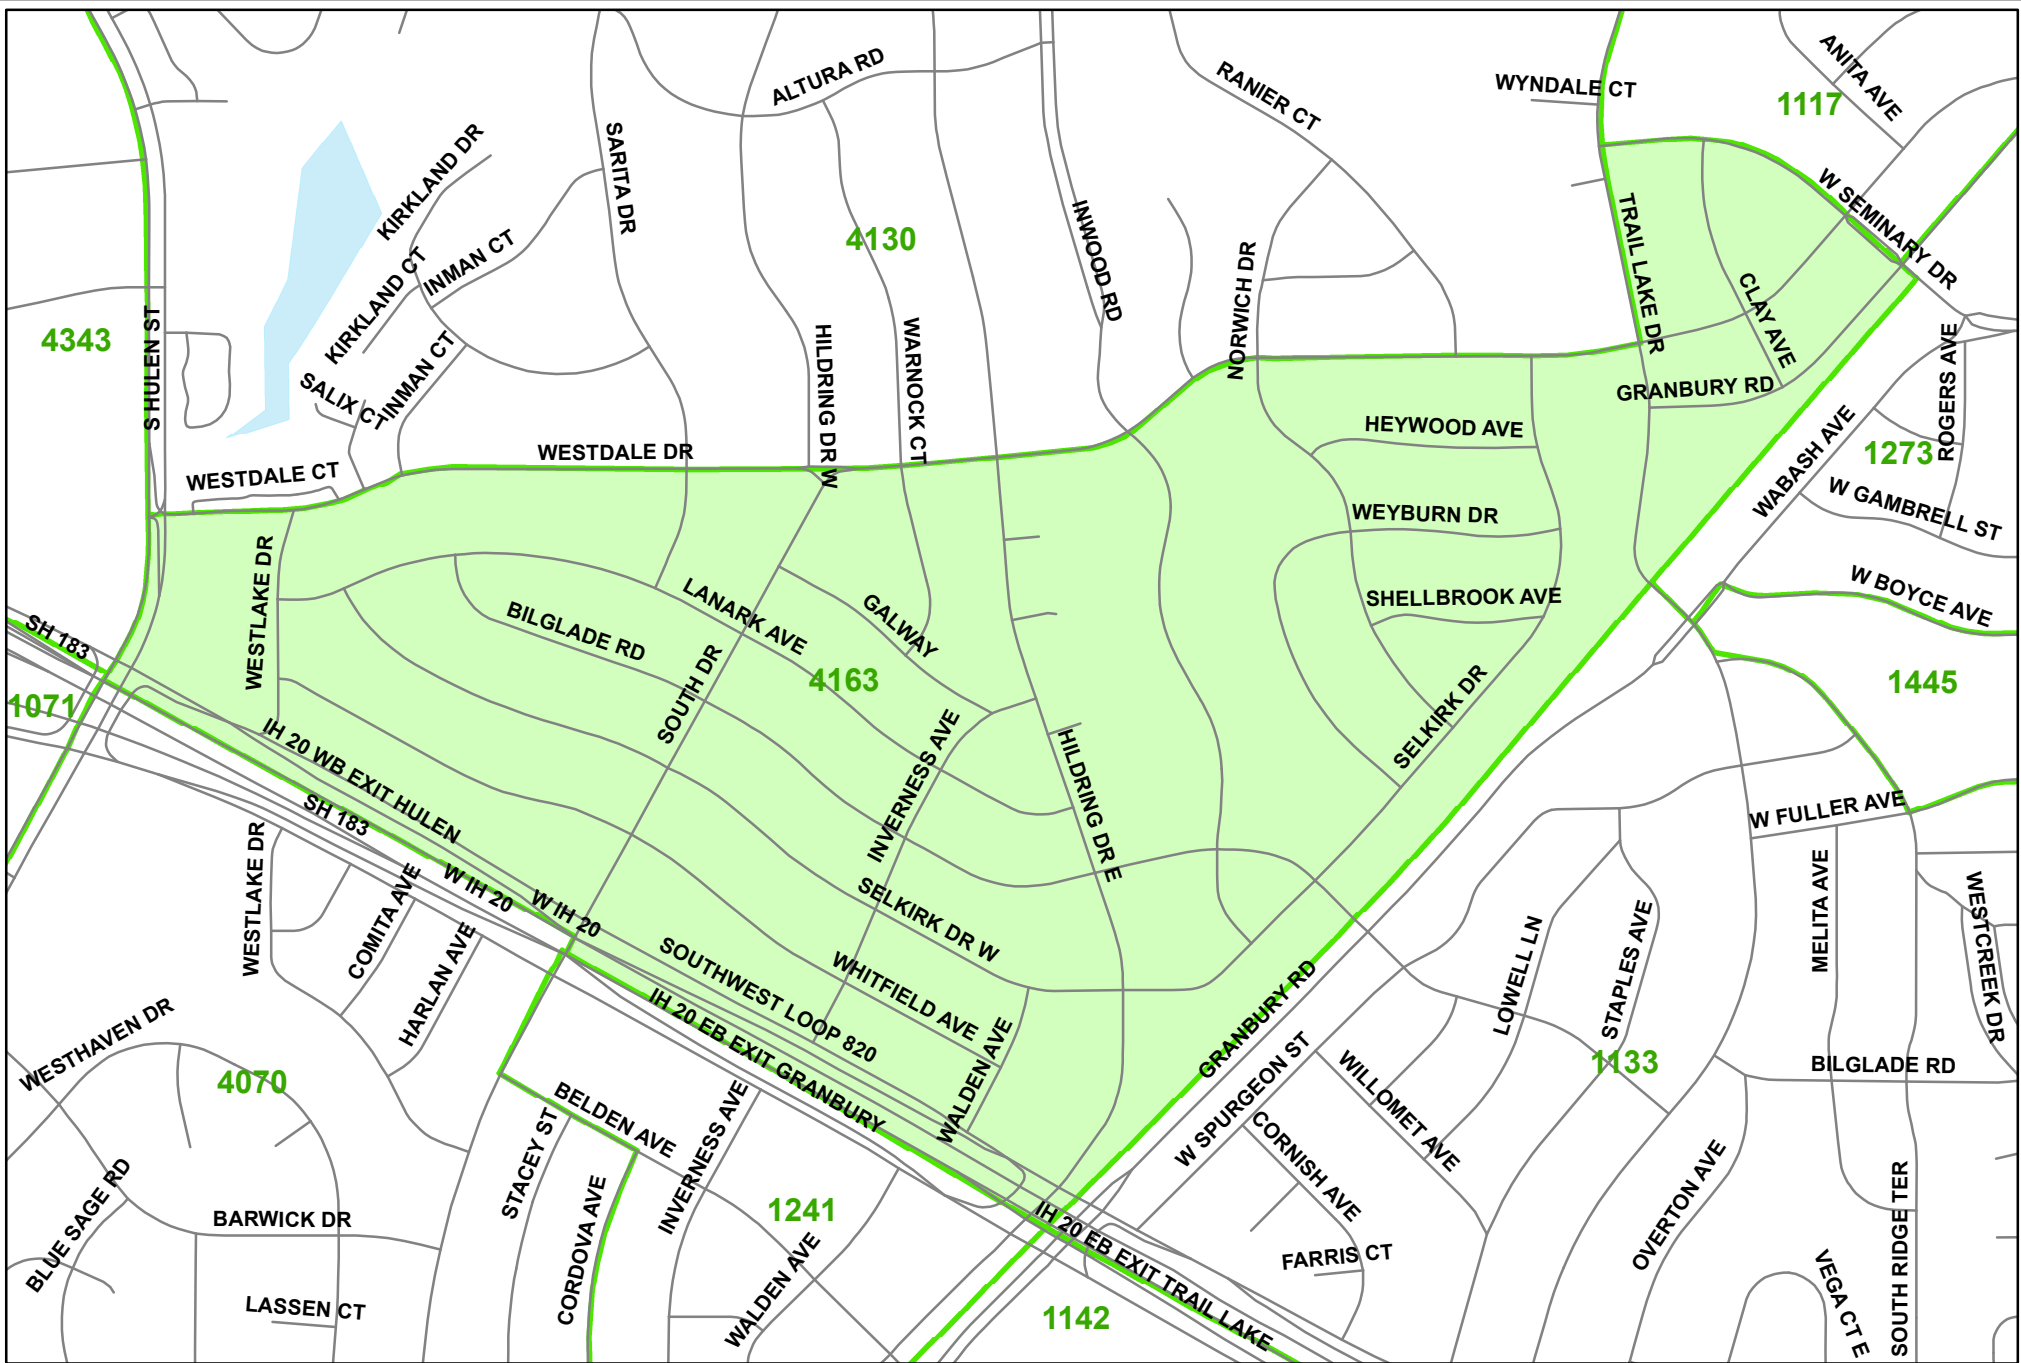 ALTURA RD
RANIER CT
WYNDALE CT
ANITA AVE
1117
KIRKLAND DR
SARITA DR
W SEMINARY DR
INMAN CT
4130
INWOOD RD
TRAIL LAKE DR
KIRKLAND CT
NORWICH DR
CLAY AVE
4343
S HULEN ST
HILDRING DR W
WARNOCK CT
ROGERS AVE
INMAN CT
SALIX CT
GRANBURY RD
HEYWOOD AVE
WABASH AVE
1273
WESTDALE DR
WESTDALE CT
W GAMBRELL ST
WEYBURN DR
WESTLAKE DR
LANARK AVE
GALWAY
SHELLBROOK AVE
W BOYCE AVE
BILGLADE RD
SH 183
4163
1445
1071
SOUTH DR
SELKIRK DR
IH 20 WB EXIT HULEN
INVERNESS AVE
HILDRING DR E
SH 183
W FULLER AVE
WESTLAKE DR
COMITA AVE
W IH 20
W IH 20
SELKIRK DR W
MELITA AVE
WESTCREEK DR
HARLAN AVE
SOUTHWEST LOOP 820
WHITFIELD AVE
LOWELL LN
STAPLES AVE
IH 20 EB EXIT GRANBURY
WALDEN AVE
GRANBURY RD
WESTHAVEN DR
4070
W SPURGEON ST
WILLOMET AVE
1133
BILGLADE RD
BELDEN AVE
STACEY ST
INVERNESS AVE
CORNISH AVE
BLUE SAGE RD
CORDOVA AVE
1241
OVERTON AVE
SOUTH RIDGE TER
BARWICK DR
IH 20 EB EXIT TRAIL LAKE
FARRIS CT
WALDEN AVE
VEGA CT E
LASSEN CT
1142